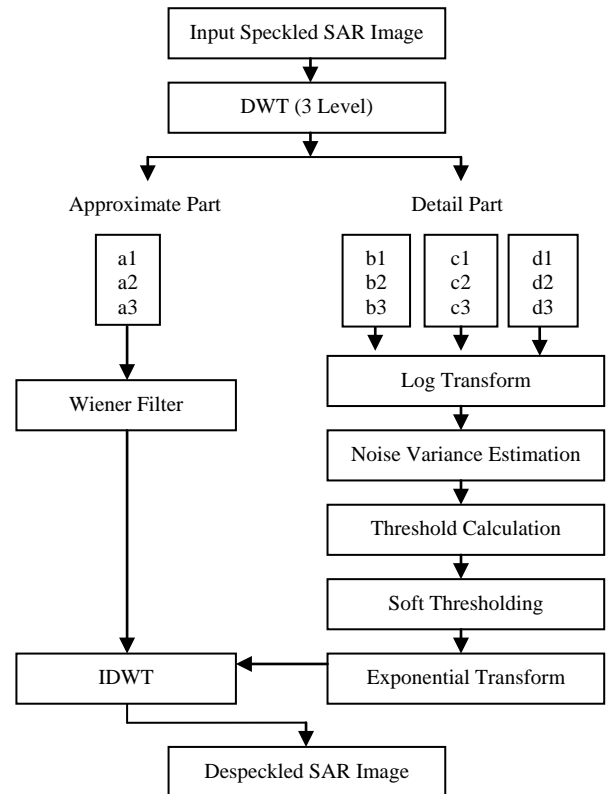 Input Speckled SAR Image
DWT (3 Level)
Approximate Part
Detail Part
a1
a2
a3
b1
b2
b3
c1
c2
c3
d1
d2
d3
Wiener Filter
Log Transform
Noise Variance Estimation
Threshold Calculation
Soft Thresholding
IDWT
Exponential Transform
Despeckled SAR Image